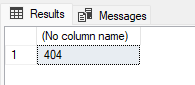 Results Messages
(No column name)
1 404